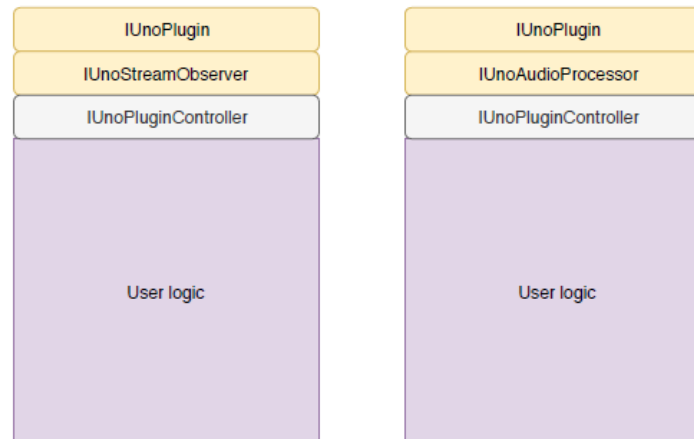 IUnoPlugin
IUnoStreamObserver
IUnoPluginController
User logic
IUnoPlugin
IUnoAudioProcessor
IUnoPluginController
User logic